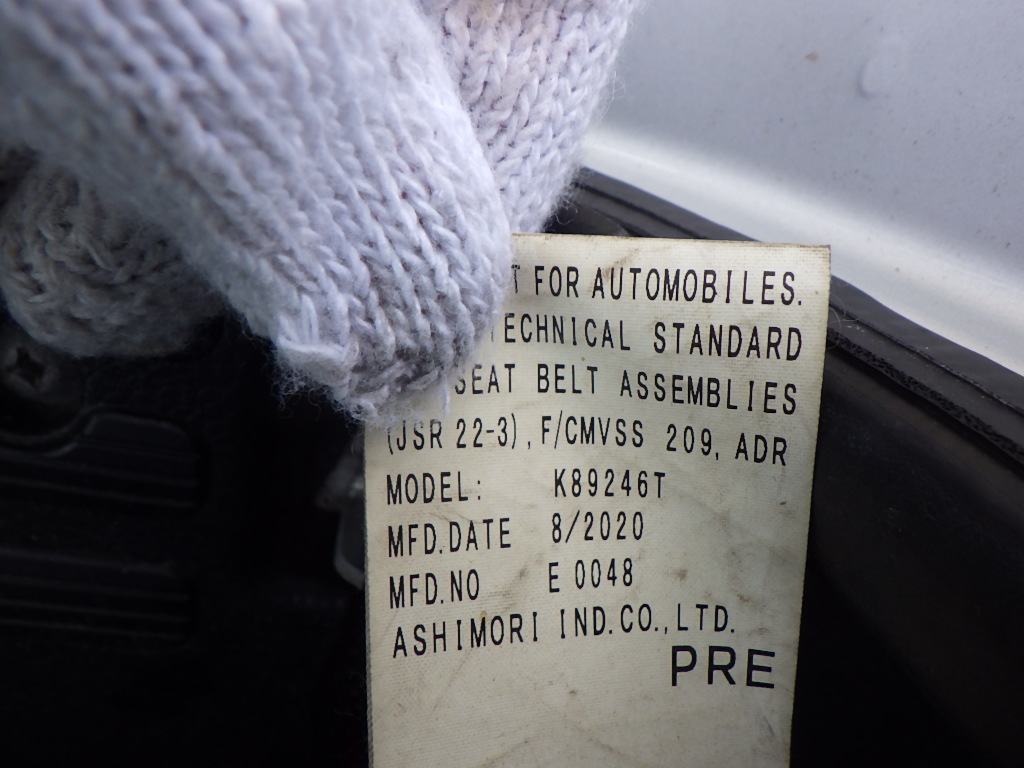 FOR AUTOMOBILES.
TECHNICAL STANDARD
SEAT BELT ASSEMBLIES
(JSR 22-3), F/CMVSS 209, ADR
MODEL: K89246T
MFD.DATE 8/2020
MFD.NO E 0048
ASHIMORI IND.CO.,LTD.
PRE